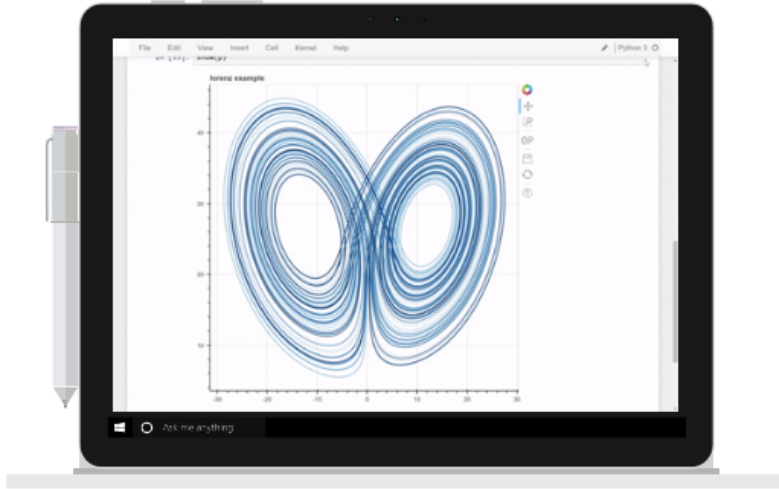 File Edit View Insert Cell Kernel Help Python 3
show(p)
lorenz example
40
30
20
10
-30 -20 -10 0 10 20 30
Ask me anything